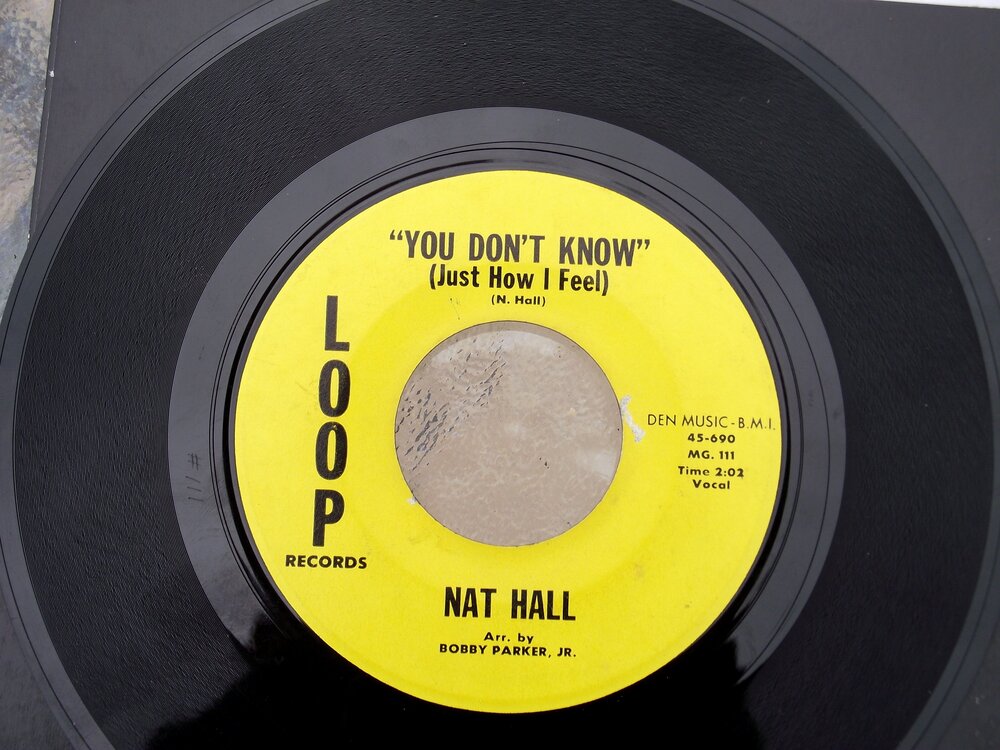 “YOU DON'T KNOW”
(Just How I Feel)
(N. Hall)
LOOP
RECORDS
DEN MUSIC-B.M.I.
45-690
MG. 111
Time 2:02
Vocal
NAT HALL
Arr. by
BOBBY PARKER, JR.